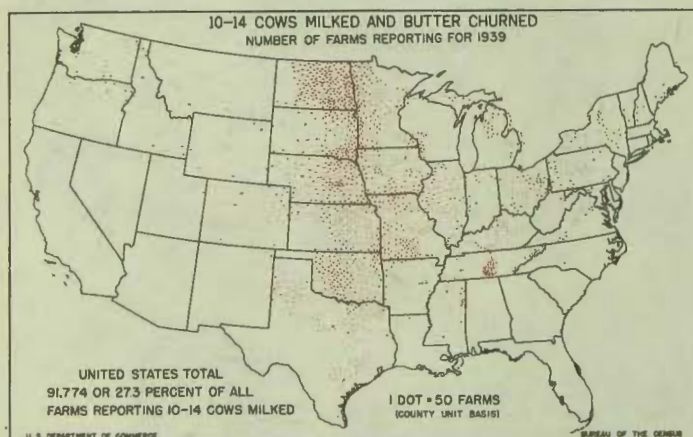 10-14 COWS MILKED AND BUTTER CHURNED
NUMBER OF FARMS REPORTING FOR 1939
UNITED STATES TOTAL
91,774 OR 27.3 PERCENT OF ALL
FARMS REPORTING 10-14 COWS MILKED
1 DOT = 50 FARMS
(COUNTY UNIT BASIS)
U. S. DEPARTMENT OF COMMERCE
BUREAU OF THE CENSUS